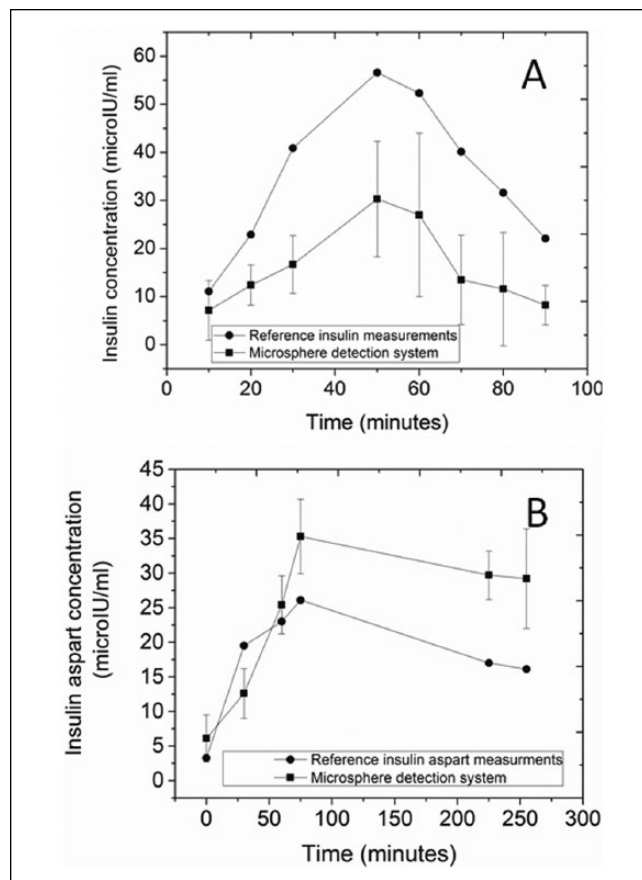 A
Insulin concentration (microIU/ml)
60
50
40
30
20
10
0
Reference insulin measurements
Microsphere detection system
0 20 40 60 80 100
Time (minutes)
B
Insulin aspart concentration
(microIU/ml)
45
40
35
30
25
20
15
10
5
0
Reference insulin aspart measurments
Microsphere detection system
0 50 100 150 200 250 300
Time (minutes)